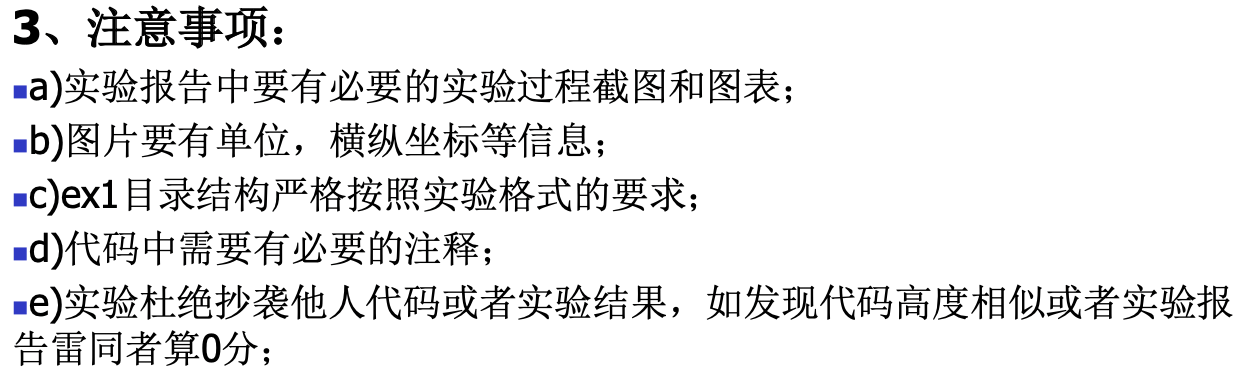 3、注意事项：
▪a)实验报告中要有必要的实验过程截图和图表；
▪b)图片要有单位，横纵坐标等信息；
▪c)ex1目录结构严格按照实验格式的要求；
▪d)代码中需要有必要的注释；
▪e)实验杜绝抄袭他人代码或者实验结果，如发现代码高度相似或者实验报
告雷同者算0分；